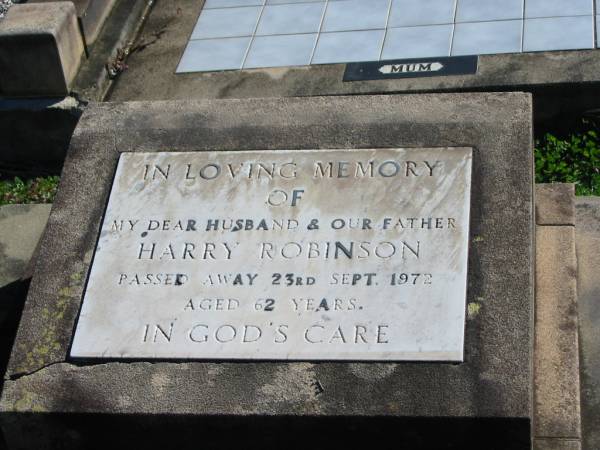 MUM
IN LOVING MEMORY
OF
MY DEAR HUSBAND & OUR FATHER
HARRY ROBINSON
PASSED AWAY 23RD SEPT. 1972
AGED 62 YEARS.
IN GOD'S CARE